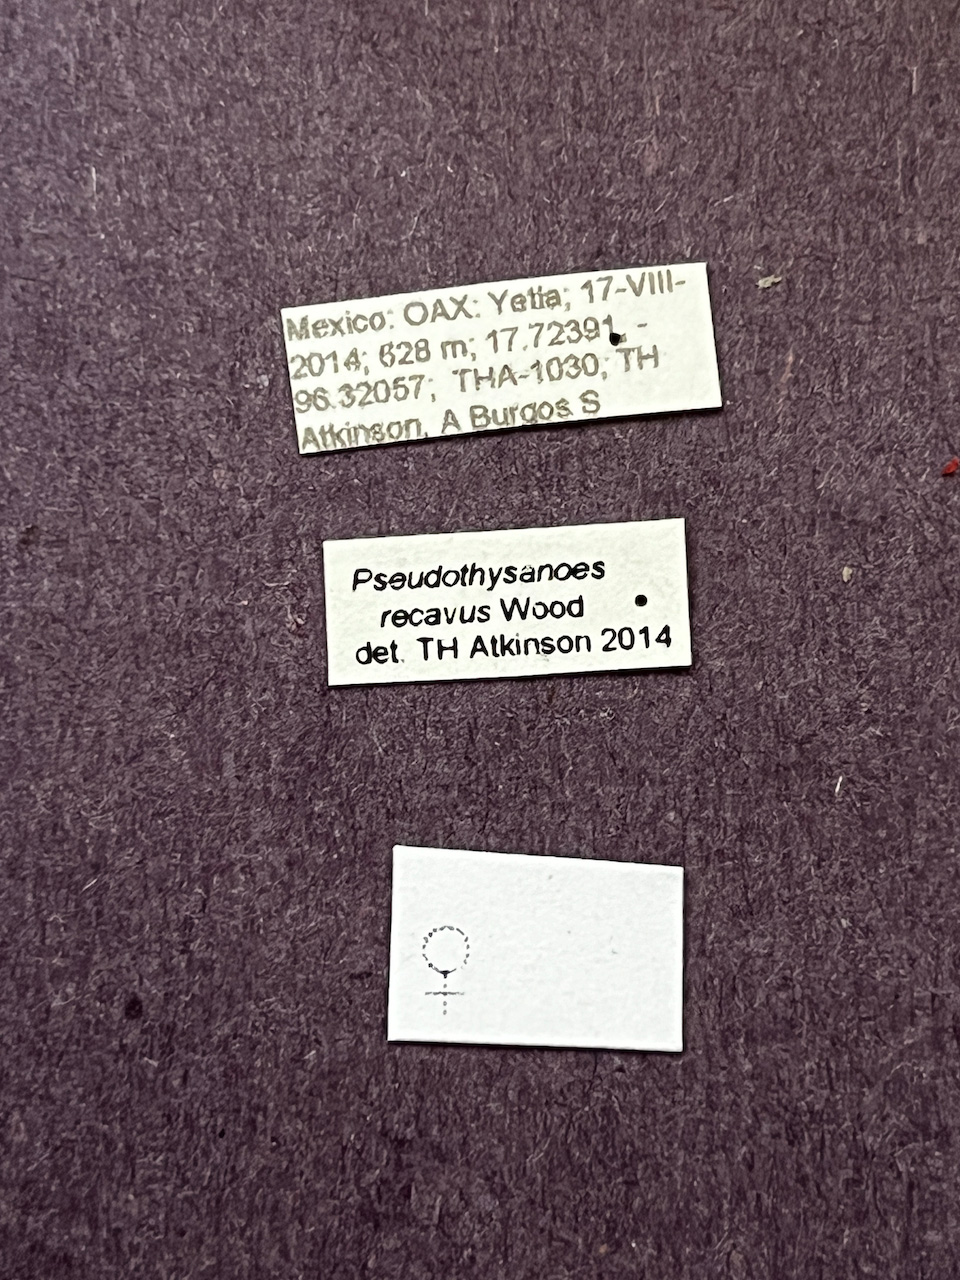 Mexico: OAX: Yetla; 17-VIII-
2014; 628 m; 17.72391, -
96.32057; THA-1030; TH
Atkinson, A Burgos S
Pseudothysanoes
recavus Wood
det. TH Atkinson 2014
♀